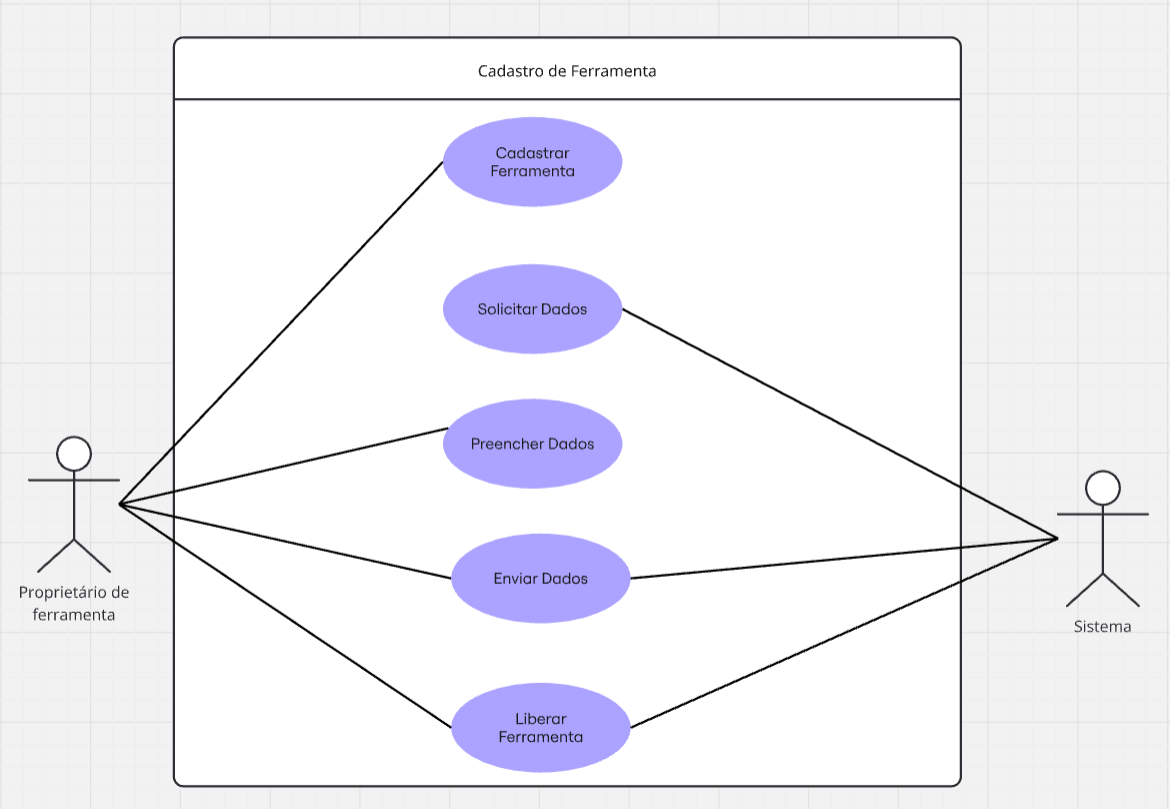 Cadastro de Ferramenta
Cadastrar
Ferramenta
Solicitar Dados
Preencher Dados
Enviar Dados
Liberar
Ferramenta
Proprietário de
ferramenta
Sistema